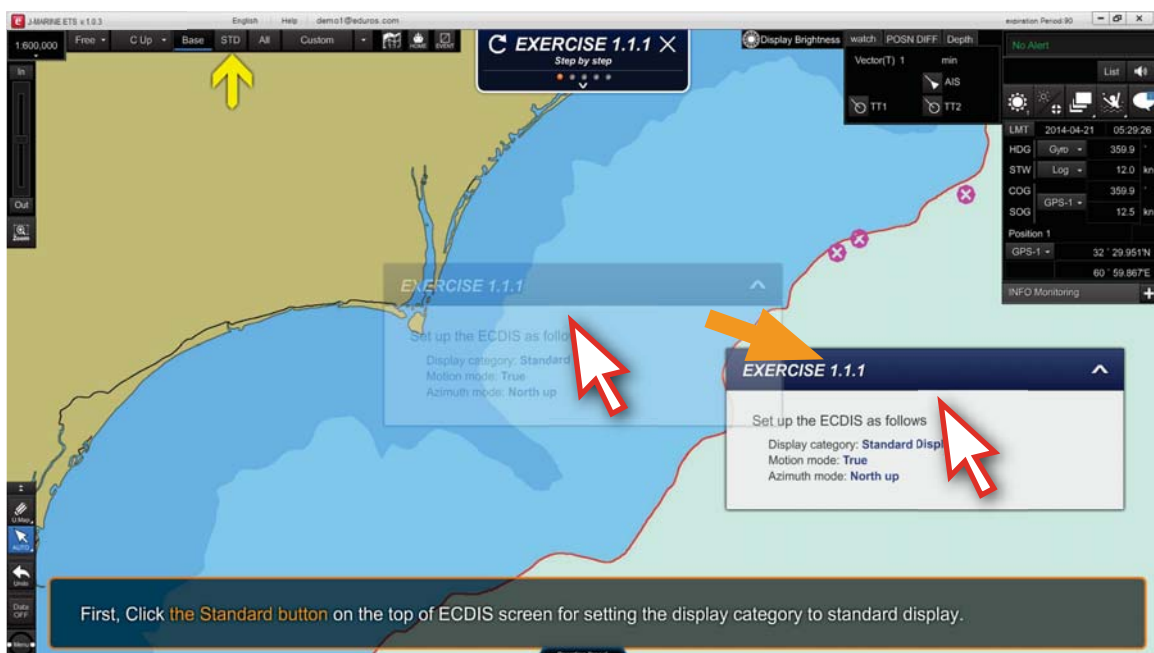 J-MARINE ETS v.1.0.3 English Help demo1@eduros.com expiration Period:90
1:600,000 Free C Up Base STD All Custom HOME EVENT
C EXERCISE 1.1.1 X
Step by step
Display Brightness watch POSN DIFF Depth
Vector(T) 1 min
AIS
TT1 TT2
No Alert
List
LMT 2014-04-21 05:29:26
HDG Gyro 359.9 °
STW Log 12.0 kn
COG 359.9 °
GPS-1
SOG 12.5 kn
Position 1
GPS-1 32 ° 29.951'N
60 ° 59.867'E
INFO Monitoring +
In
Out
Zoom
EXERCISE 1.1.1
Set up the ECDIS as follow
Display category: Standard
Motion mode: True
Azimuth mode: North up
EXERCISE 1.1.1
Set up the ECDIS as follows
Display category: Standard Displ
Motion mode: True
Azimuth mode: North up
U.Map
AUTO
Undo
Data
OFF
Menu
First, Click the Standard button on the top of ECDIS screen for setting the display category to standard display.